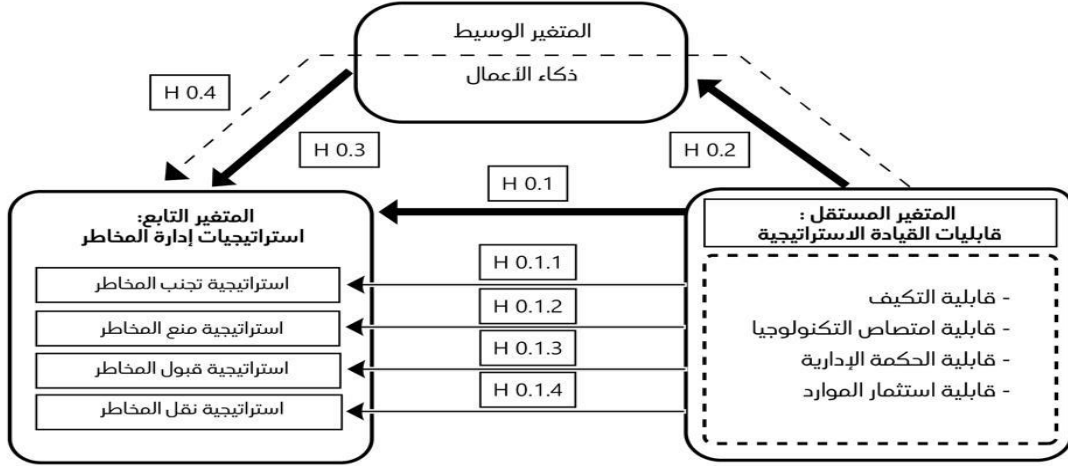 المتغير الوسيط
ذكاء الأعمال
H 0.4
H 0.3
H 0.2
H 0.1
المتغير المستقل :
قابليات القيادة الاستراتيجية
- قابلية التكيف
- قابلية امتصاص التكنولوجيا
- قابلية الحكمة الإدارية
- قابلية استثمار الموارد
H 0.1.1
H 0.1.2
H 0.1.3
H 0.1.4
المتغير التابع:
استراتيجيات إدارة المخاطر
استراتيجية تجنب المخاطر
استراتيجية منع المخاطر
استراتيجية قبول المخاطر
استراتيجية نقل المخاطر